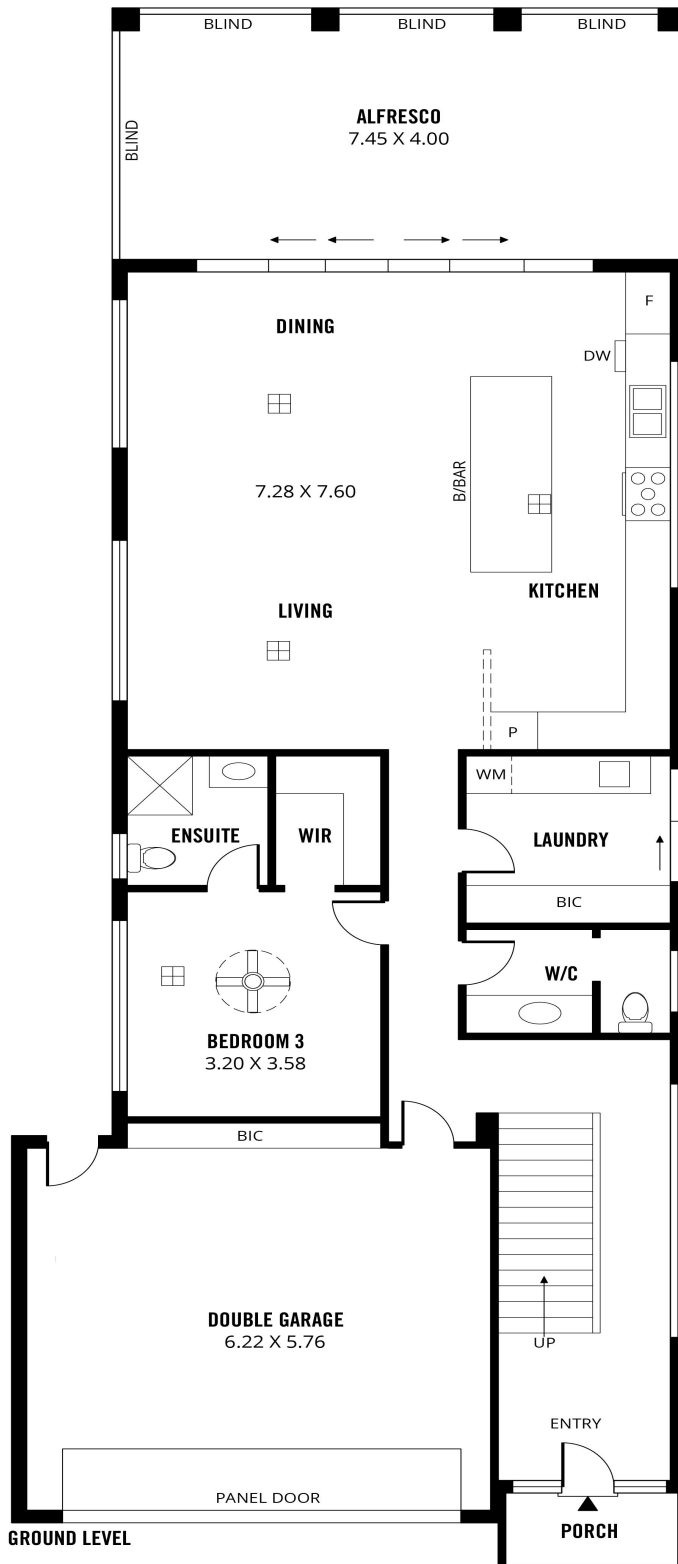 BLIND
BLIND
BLIND
BLIND
ALFRESCO
7.45 X 4.00
DINING
F
DW
B/BAR
7.28 X 7.60
KITCHEN
LIVING
P
WM
ENSUITE
WIR
LAUNDRY
BIC
W/C
BEDROOM 3
3.20 X 3.58
BIC
DOUBLE GARAGE
6.22 X 5.76
UP
ENTRY
PANEL DOOR
PORCH
GROUND LEVEL